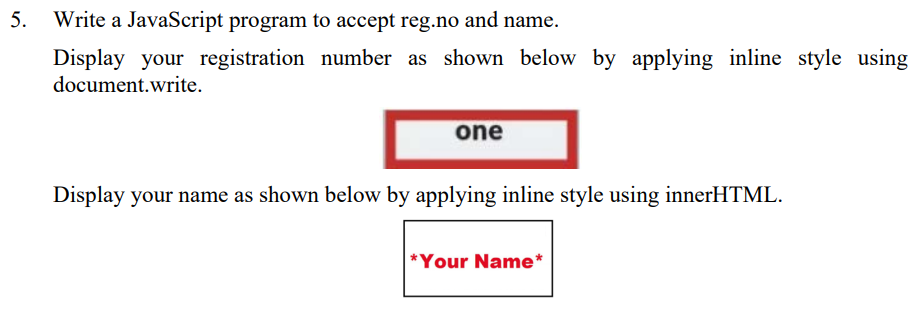 5. Write a JavaScript program to accept reg.no and name.
Display your registration number as shown below by applying inline style using
document.write.
one
Display your name as shown below by applying inline style using innerHTML.
*Your Name*